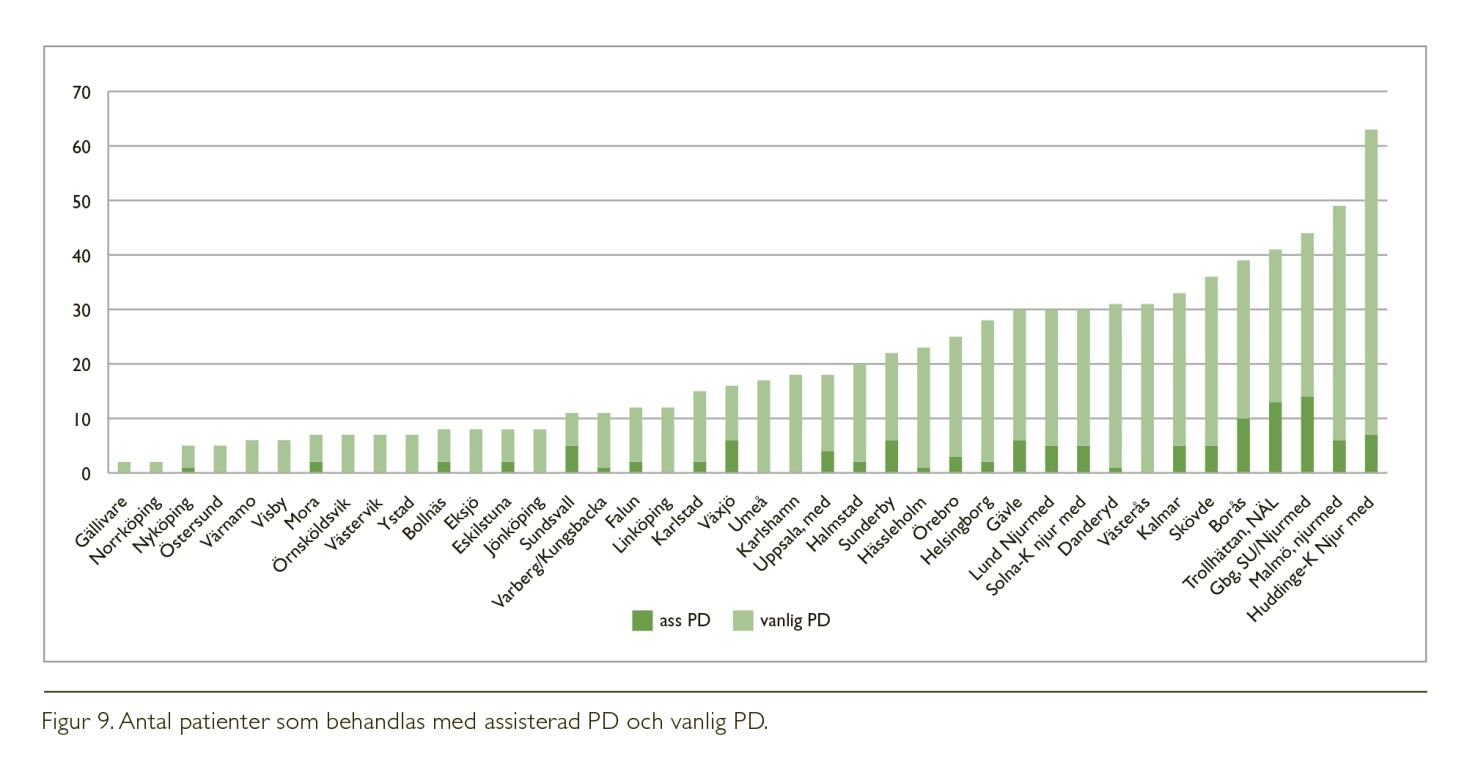 70
60
50
40
30
20
10
0
Gällivare
Norrköping
Nyköping
Östersund
Värnamo
Visby
Mora
Örnsköldsvik
Västervik
Ystad
Bollnäs
Eksjö
Eskilstuna
Jönköping
Sundsvall
Varberg/Kungsbacka
Falun
Linköping
Karlstad
Växjö
Umeå
Karlshamn
Uppsala, med
Halmstad
Sunderby
Hässleholm
Örebro
Helsingborg
Gävle
Lund Njurmed
Solna-K njur med
Danderyd
Västerås
Kalmar
Skövde
Borås
Trollhättan, NÄL
Gbg, SU/Njurmed
Malmö, njurmed
Huddinge-K Njur med
ass PD vanlig PD
Figur 9. Antal patienter som behandlas med assisterad PD och vanlig PD.